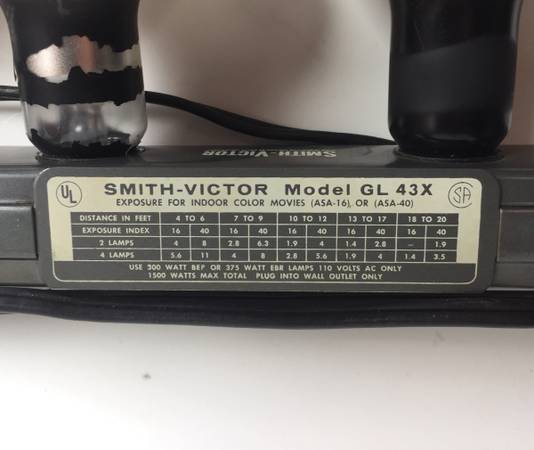 SMITH-VICTOR
UL
SMITH-VICTOR Model GL 43X
SA
EXPOSURE FOR INDOOR COLOR MOVIES (ASA-16), OR (ASA-40)
DISTANCE IN FEET 4 TO 6 7 TO 9 10 TO 12 13 TO 17 18 TO 20
EXPOSURE INDEX 16 40 16 40 16 40 16 40 16 40
2 LAMPS 4 8 2.8 6.3 1.9 4 1.4 2.8 — 1.9
4 LAMPS 5.6 11 4 8 2.8 5.6 1.9 4 1.4 3.5
USE 300 WATT BEP OR 375 WATT EBR LAMPS 110 VOLTS AC ONLY
1500 WATTS MAX TOTAL PLUG INTO WALL OUTLET ONLY